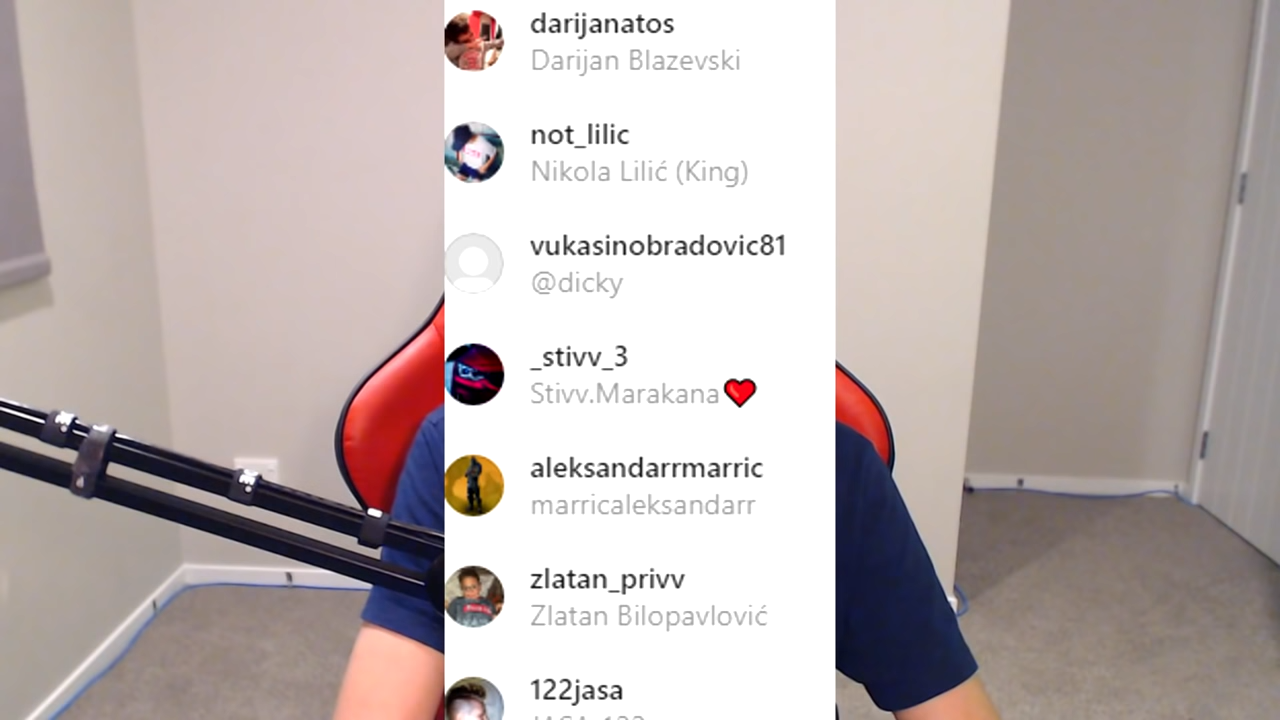 darijanatos
Darijan Blazevski
not_lilic
Nikola Lilić (King)
vukasinobradovic81
@dicky
_stivv_3
Stivv.Marakana❤️
aleksandarrmarric
marricaleksandarr
zlatan_privv
Zlatan Bilopavlović
122jasa